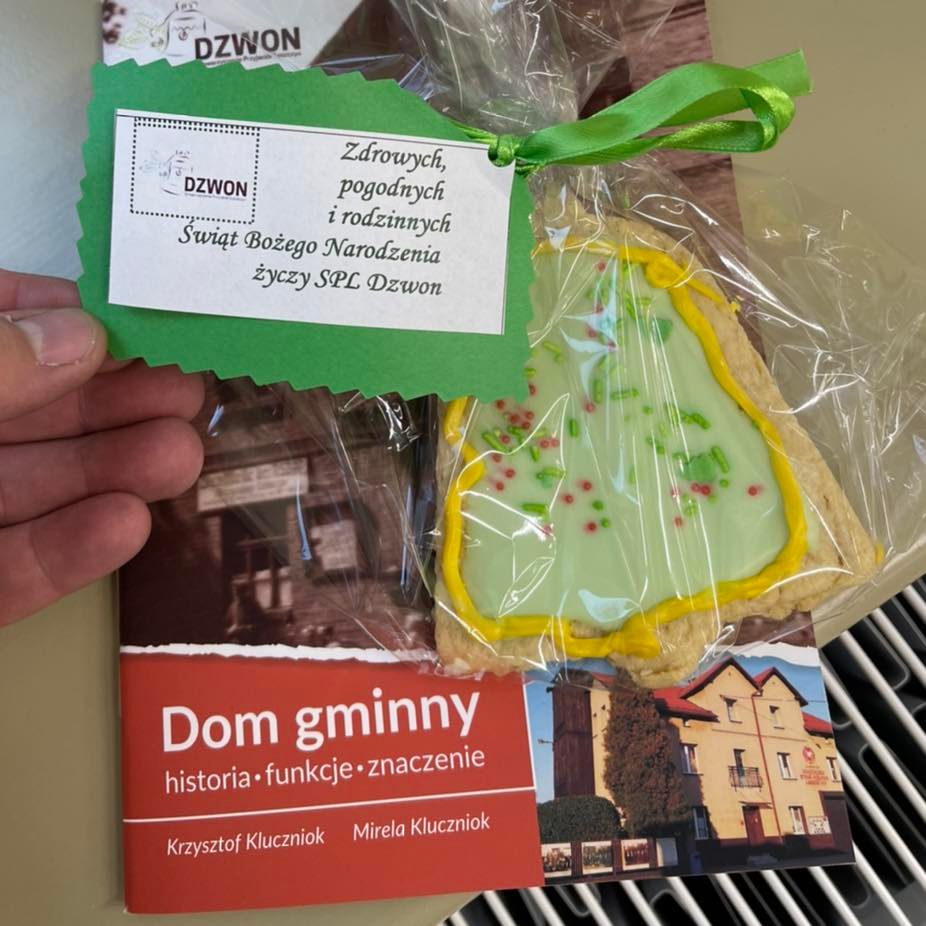 DZWON
DZWON
Zdrowych,
pogodnych
i rodzinnych
Świąt Bożego Narodzenia
życzy SPL Dzwon
Dom gminny
historia • funkcje • znaczenie
Krzysztof Kluczniok Mirela Kluczniok